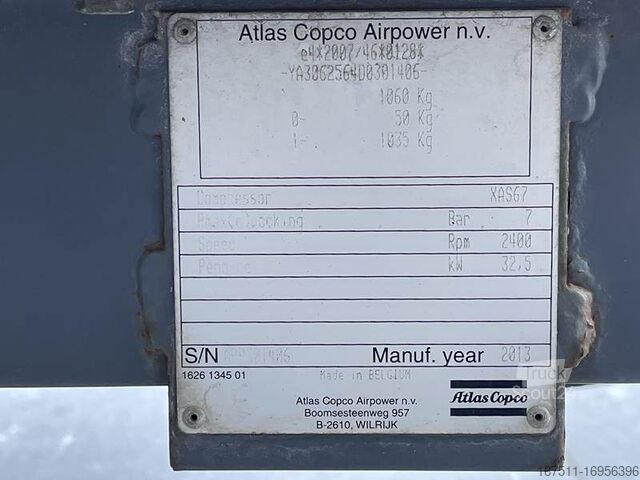 Atlas Copco Airpower n.v.
e4*2007/46*0128*
-YA3062564D0301406-
1060 Kg
0- 50 Kg
1- 1035 Kg
Compressor XAS67
Bar 7
Speed Rpm 2400
kW 32,5
S/N Manuf. year 2013
1626 1345 01 Made in BELGIUM
Atlas Copco Airpower n.v.
Boomsesteenweg 957
B-2610, WILRIJK
Atlas Copco
Truck
Scout24
187511-16956396